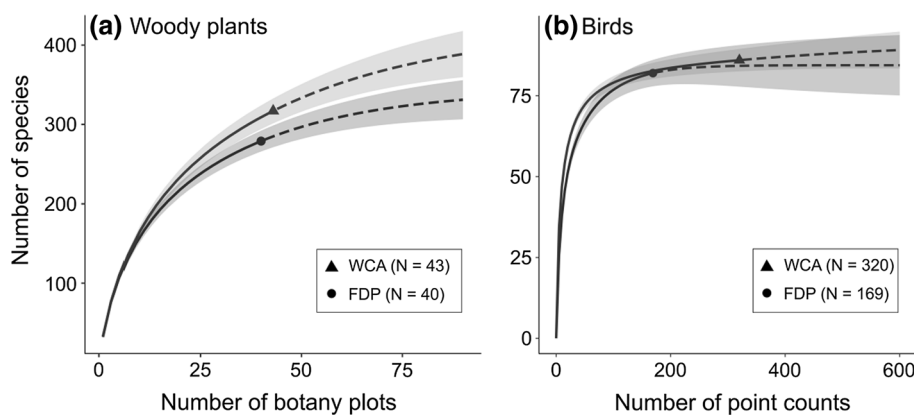 (a) Woody plants
Number of species
400
300
200
100
WCA (N = 43)
FDP (N = 40)
0
25
50
75
Number of botany plots
(b) Birds
75
50
25
0
WCA (N = 320)
FDP (N = 169)
0
200
400
600
Number of point counts